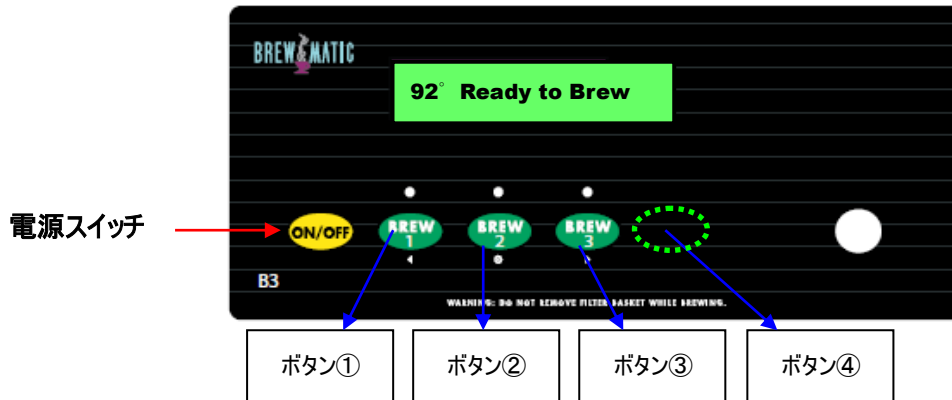 BREWMATIC
92° Ready to Brew
電源スイッチ
ON/OFF
BREW 1
BREW 2
BREW 3
B3
WARNING: DO NOT REMOVE FILTER BASKET WHILE BREWING.
ボタン①
ボタン②
ボタン③
ボタン④